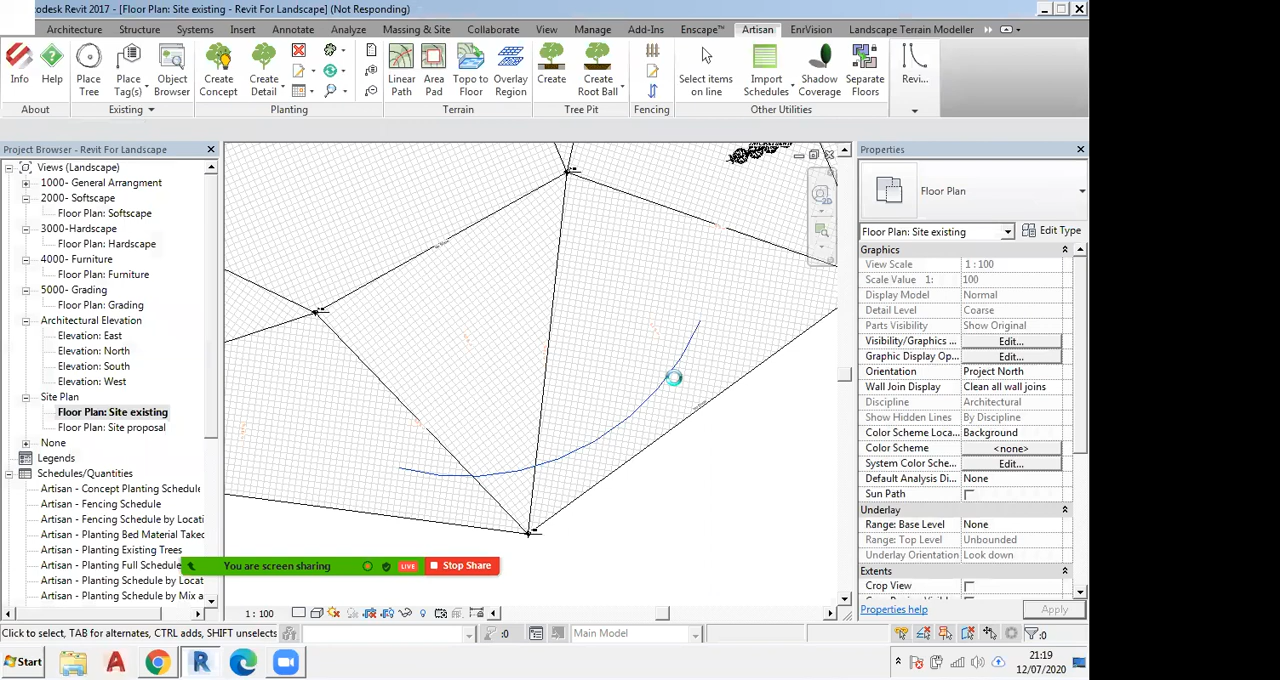 odesk Revit 2017 - [Floor Plan: Site existing - Revit For Landscape] (Not Responding)
Architecture Structure Systems Insert Annotate Analyze Massing & Site Collaborate View Manage Add-Ins Enscape™ Artisan EnRVision Landscape Terrain Modeller
Info Help Place Tree Place Tag(s) Object Browser Create Concept Create Detail Linear Path Area Pad Topo to Floor Overlay Region Create Create Root Ball Select items on line Import Schedules Shadow Coverage Separate Floors Revi...
About Existing Planting Terrain Tree Pit Fencing Other Utilities
Project Browser - Revit For Landscape
Views (Landscape)
1000- General Arrangment
2000- Softscape
Floor Plan: Softscape
3000-Hardscape
Floor Plan: Hardscape
4000- Furniture
Floor Plan: Furniture
5000- Grading
Floor Plan: Grading
Architectural Elevation
Elevation: East
Elevation: North
Elevation: South
Elevation: West
Site Plan
Floor Plan: Site existing
Floor Plan: Site proposal
None
Legends
Schedules/Quantities
Artisan - Concept Planting Schedule
Artisan - Fencing Schedule
Artisan - Fencing Schedule by Locati
Artisan - Planting Bed Material Takec
Artisan - Planting Existing Trees
Artisan - Planting Full Schedule
Artisan - Planting Schedule by Locat
Artisan - Planting Schedule by Mix a
2D
You are screen sharing LIVE Stop Share
Properties
Floor Plan
Floor Plan: Site existing Edit Type
Graphics
View Scale 1 : 100
Scale Value 1: 100
Display Model Normal
Detail Level Coarse
Parts Visibility Show Original
Visibility/Graphics ... Edit...
Graphic Display Op... Edit...
Orientation Project North
Wall Join Display Clean all wall joins
Discipline Architectural
Show Hidden Lines By Discipline
Color Scheme Loca... Background
Color Scheme <none>
System Color Sche... Edit...
Default Analysis Di... None
Sun Path
Underlay
Range: Base Level None
Range: Top Level Unbounded
Underlay Orientation Look down
Extents
Crop View
Properties help Apply
1 : 100
Click to select, TAB for alternates, CTRL adds, SHIFT unselects :0 Main Model :0
Start 21:19
12/07/2020